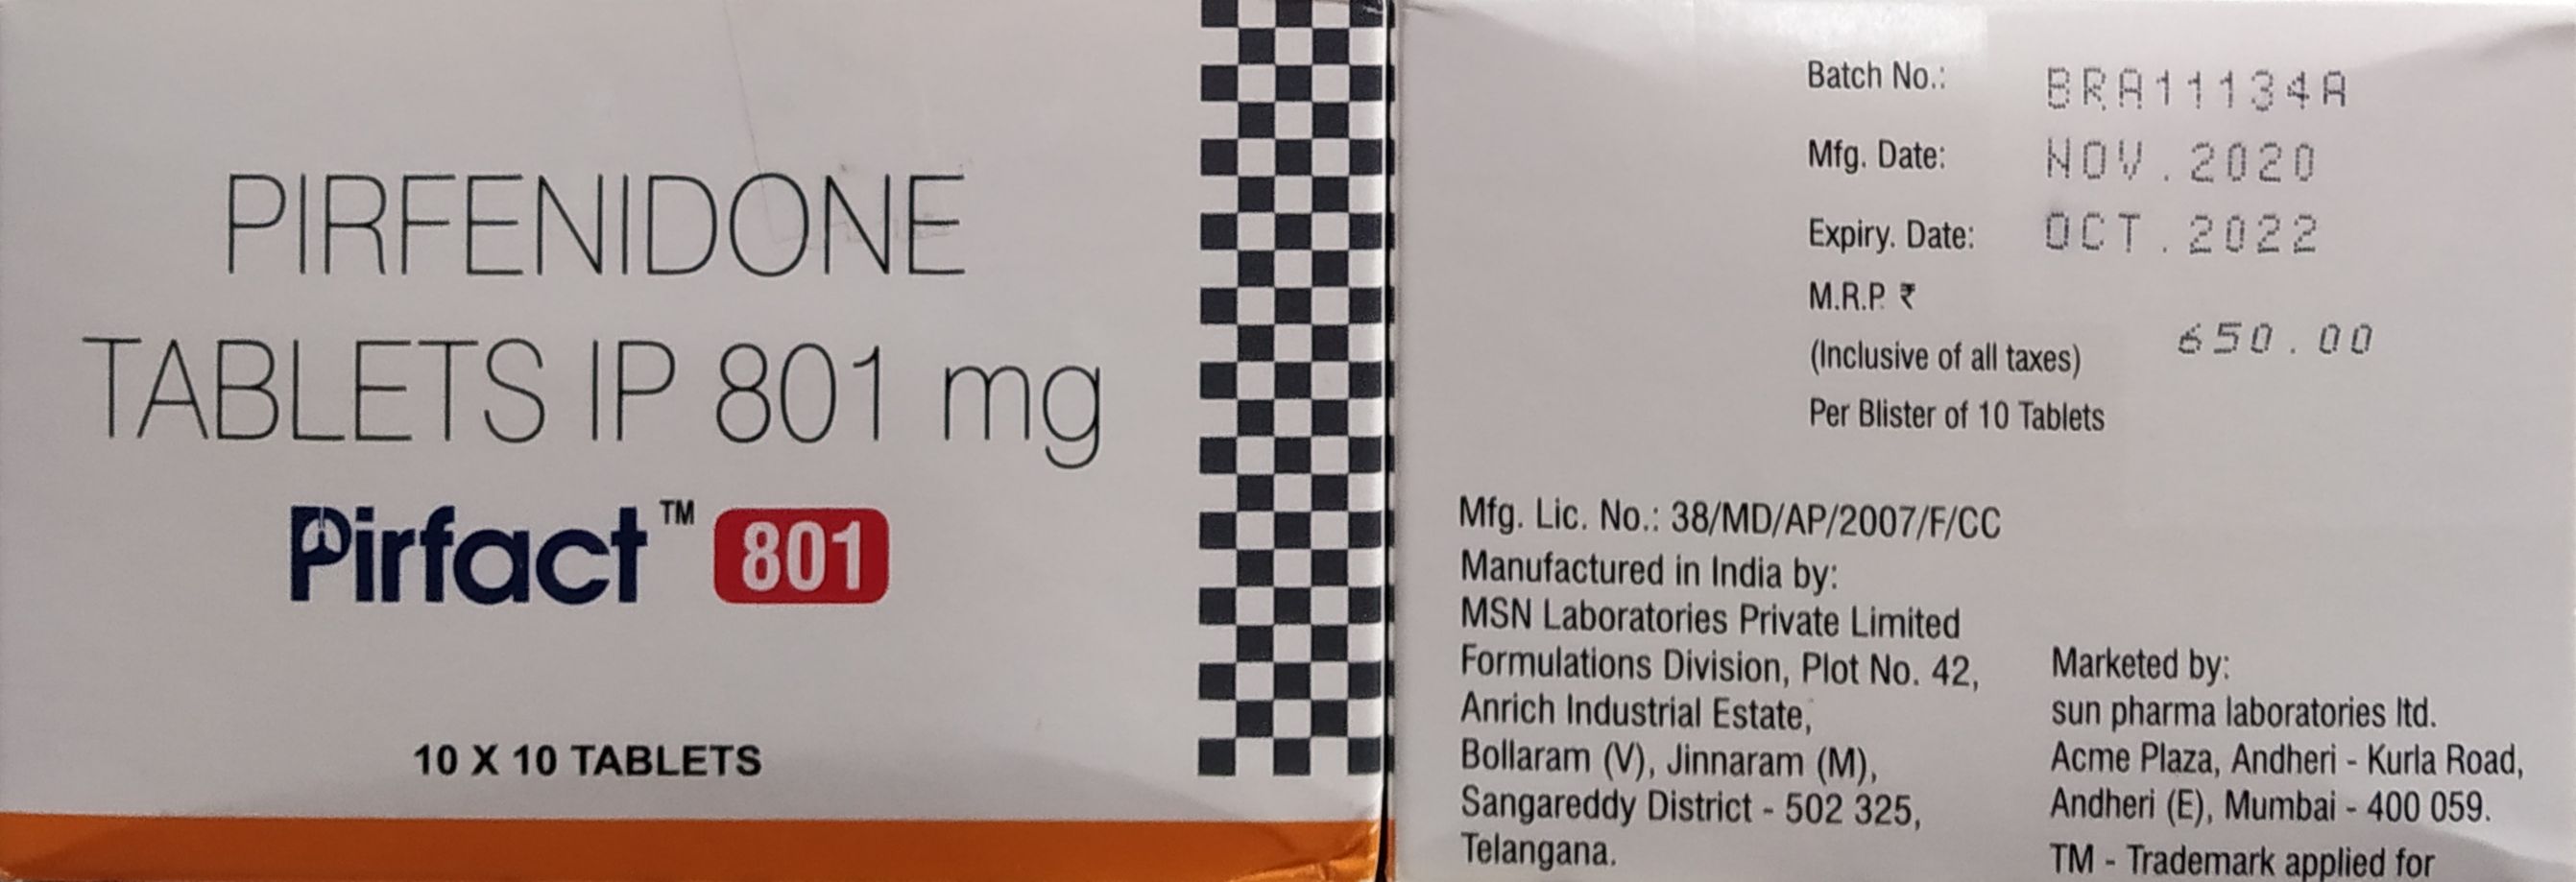 PIRFENIDONE
TABLETS IP 801 mg
Pirfact™ 801
10 X 10 TABLETS
Batch No.: BRA11134A
Mfg. Date: NOV.2020
Expiry. Date: OCT.2022
M.R.P. ₹
(Inclusive of all taxes) 650.00
Per Blister of 10 Tablets
Mfg. Lic. No.: 38/MD/AP/2007/F/CC
Manufactured in India by:
MSN Laboratories Private Limited
Formulations Division, Plot No. 42,
Anrich Industrial Estate,
Bollaram (V), Jinnaram (M),
Sangareddy District - 502 325,
Telangana.
Marketed by:
sun pharma laboratories ltd.
Acme Plaza, Andheri - Kurla Road,
Andheri (E), Mumbai - 400 059.
TM - Trademark applied for